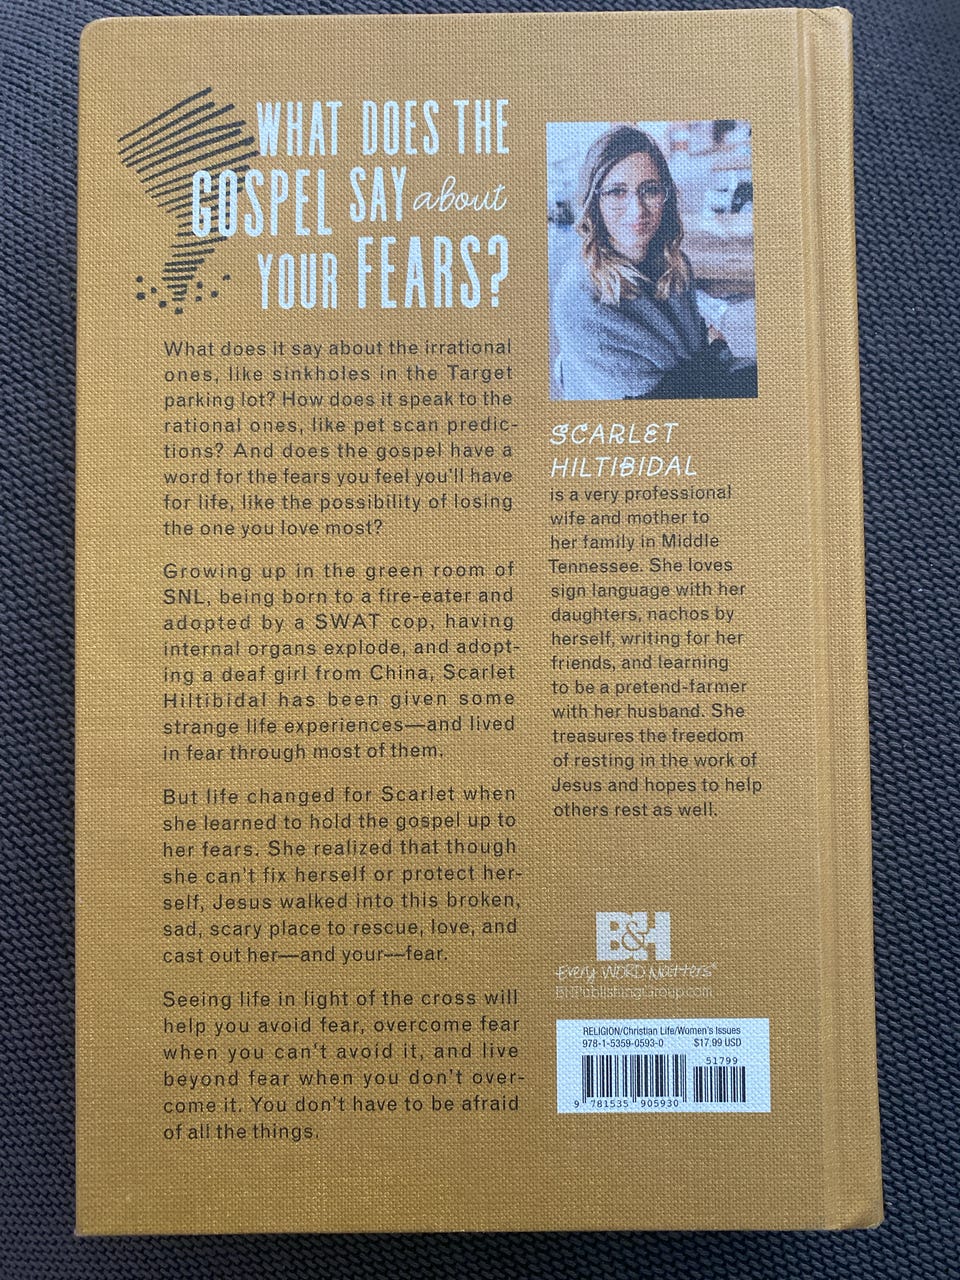 WHAT DOES THE
GOSPEL SAY about
YOUR FEARS?
What does it say about the irrational
ones, like sinkholes in the Target
parking lot? How does it speak to the
rational ones, like pet scan predic-
tions? And does the gospel have a
word for the fears you feel you'll have
for life, like the possibility of losing
the one you love most?
Growing up in the green room of
SNL, being born to a fire-eater and
adopted by a SWAT cop, having
internal organs explode, and adopt-
ing a deaf girl from China, Scarlet
Hiltibidal has been given some
strange life experiences—and lived
in fear through most of them.
But life changed for Scarlet when
she learned to hold the gospel up to
her fears. She realized that though
she can't fix herself or protect her-
self, Jesus walked into this broken,
sad, scary place to rescue, love, and
cast out her—and your—fear.
Seeing life in light of the cross will
help you avoid fear, overcome fear
when you can't avoid it, and live
beyond fear when you don't over-
come it. You don't have to be afraid
of all the things.
SCARLET
HILTIBIDAL
is a very professional
wife and mother to
her family in Middle
Tennessee. She loves
sign language with her
daughters, nachos by
herself, writing for her
friends, and learning
to be a pretend-farmer
with her husband. She
treasures the freedom
of resting in the work of
Jesus and hopes to help
others rest as well.
B&H
Every WORD Matters®
BHPublishingGroup.com
RELIGION/Christian Life/Women's Issues
978-1-5359-0593-0 $17.99 USD
51799
9 781535 905930